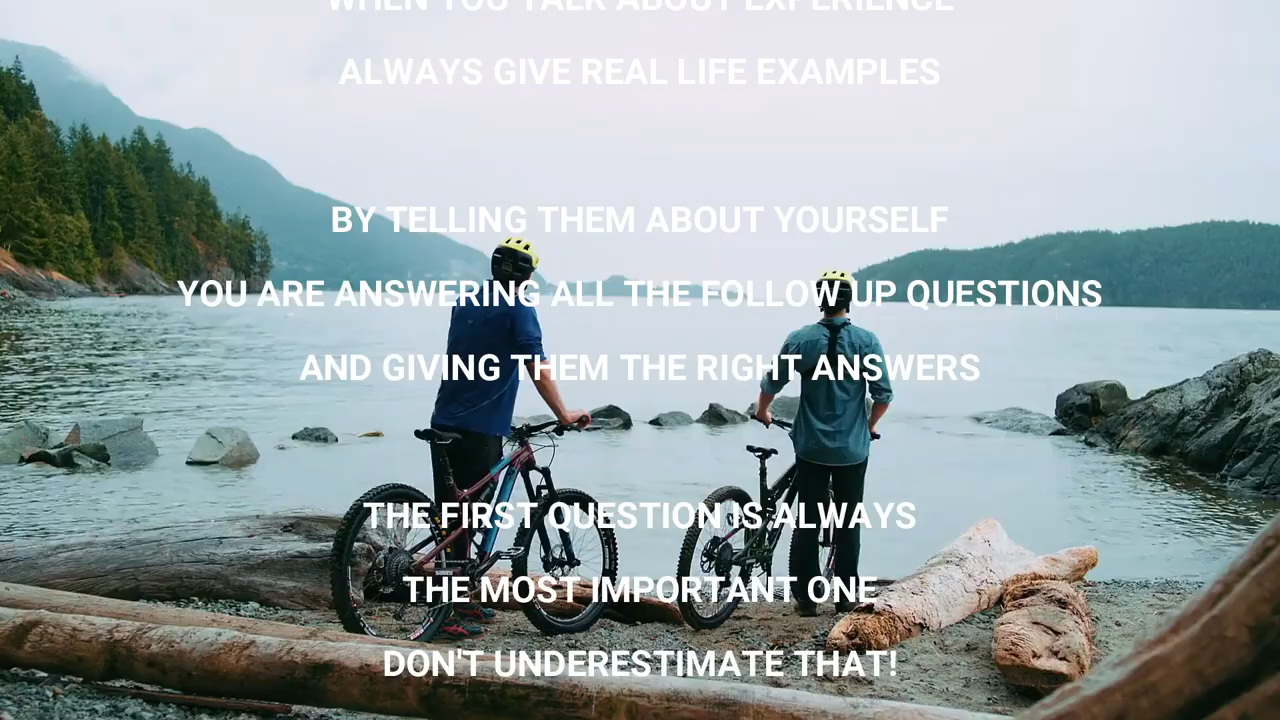 WHEN YOU TALK ABOUT EXPERIENCE
ALWAYS GIVE REAL LIFE EXAMPLES
BY TELLING THEM ABOUT YOURSELF
YOU ARE ANSWERING ALL THE FOLLOW UP QUESTIONS
AND GIVING THEM THE RIGHT ANSWERS
THE FIRST QUESTION IS ALWAYS
THE MOST IMPORTANT ONE
DON'T UNDERESTIMATE THAT!